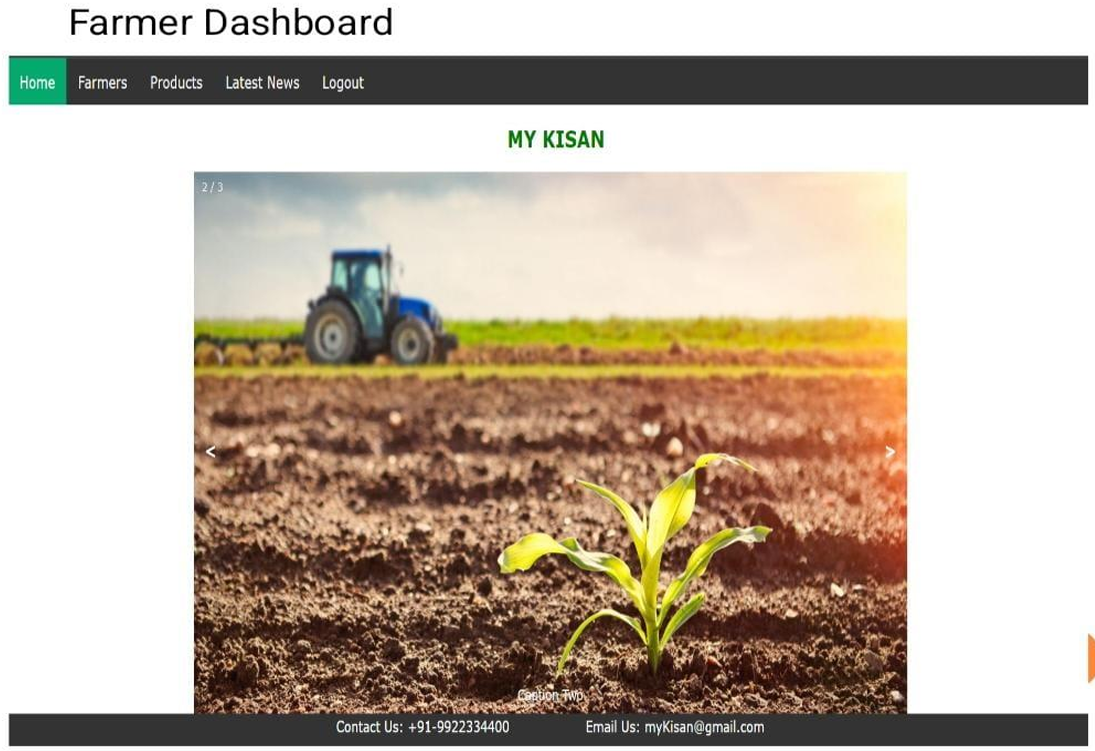 Farmer Dashboard
Home Farmers Products Latest News Logout
MY KISAN
2 / 3
< >
Caption Two
Contact Us: +91-9922334400 Email Us: myKisan@gmail.com